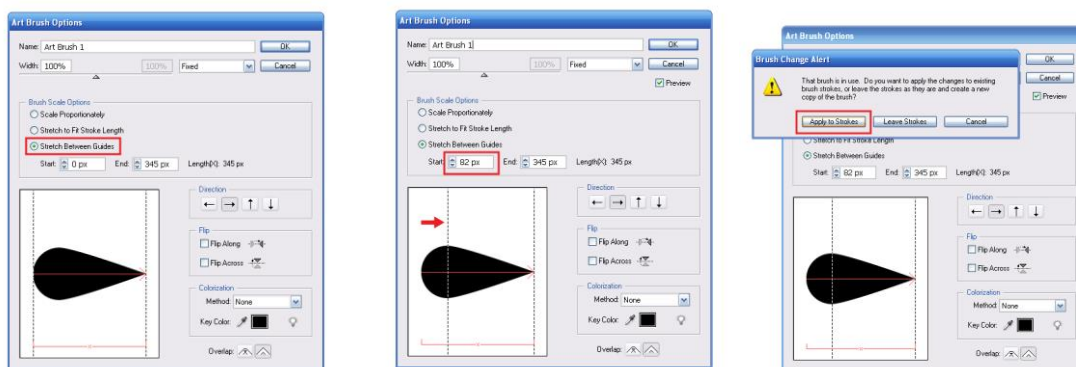 Art Brush Options
Name: Art Brush 1
OK
Width: 100% 100% Fixed
Cancel
Brush Scale Options
Scale Proportionately
Stretch to Fit Stroke Length
Stretch Between Guides
Start: 0 px End: 345 px Length(X): 345 px
Direction
Flip
Flip Along
Flip Across
Colorization
Method: None
Key Color:
Overlap:
Art Brush Options
Name: Art Brush 1
OK
Width: 100% 100% Fixed
Cancel
Preview
Brush Scale Options
Scale Proportionately
Stretch to Fit Stroke Length
Stretch Between Guides
Start: 82 px End: 345 px Length(X): 345 px
Direction
Flip
Flip Along
Flip Across
Colorization
Method: None
Key Color:
Overlap:
Art Brush Options
OK
Cancel
Preview
Brush Change Alert
That brush is in use. Do you want to apply the changes to existing
brush strokes, or leave the strokes as they are and create a new
copy of the brush?
Apply to Strokes Leave Strokes Cancel
Stretch to Fit Stroke Length
Stretch Between Guides
Start: 82 px End: 345 px Length(X): 345 px
Direction
Flip
Flip Along
Flip Across
Colorization
Method: None
Key Color:
Overlap: